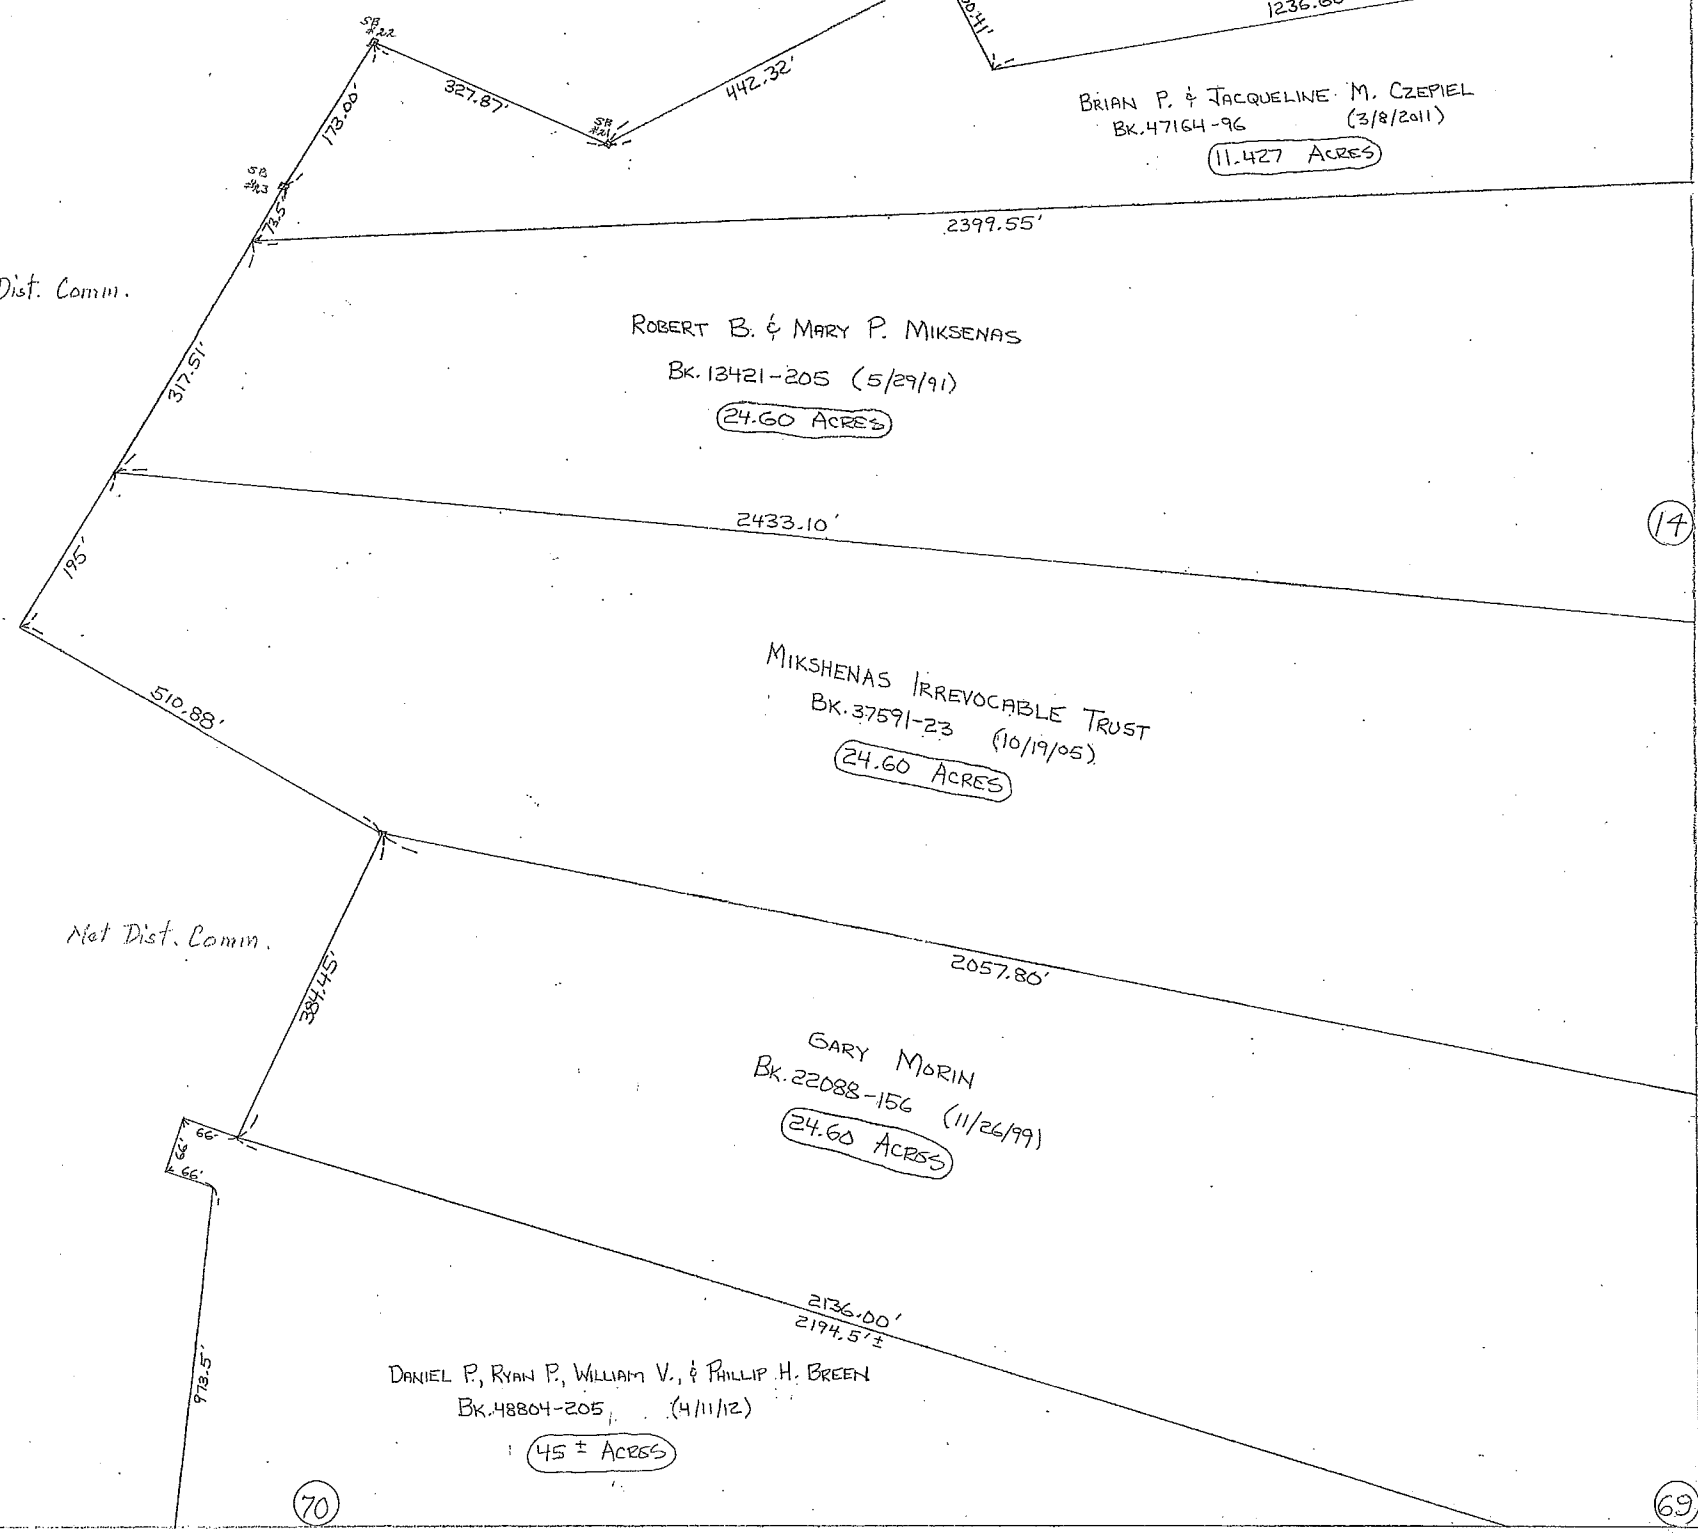 SB
#22
1236.
442.32'
327.87'
173.00'
SB
#21
BRIAN P. & JACQUELINE M. CZEPIEL
BK.47164-96 (3/8/2011)
11.427 ACRES
SB
#23
73.5'
2399.55'
Dist. Comm.
ROBERT B. & MARY P. MIKSENAS
BK.13421-205 (5/29/91)
24.60 ACRES
317.51'
2433.10'
14
195'
MIKSHENAS IRREVOCABLE TRUST
BK.37591-23 (10/19/05)
24.60 ACRES
510.88'
Met Dist. Comm.
2057.80'
384.45'
GARY MORIN
BK.22088-156 (11/26/99)
24.60 ACRES
66'
66'
66'
2136.00'
2194.5'±
973.5'
DANIEL P., RYAN P., WILLIAM V., & PHILLIP H. BREEN
BK.48804-205 (4/11/12)
45± ACRES
70
69